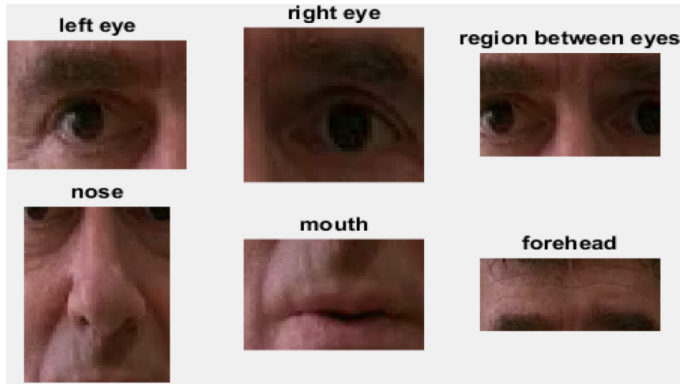 left eye
right eye
region between eyes
nose
mouth
forehead